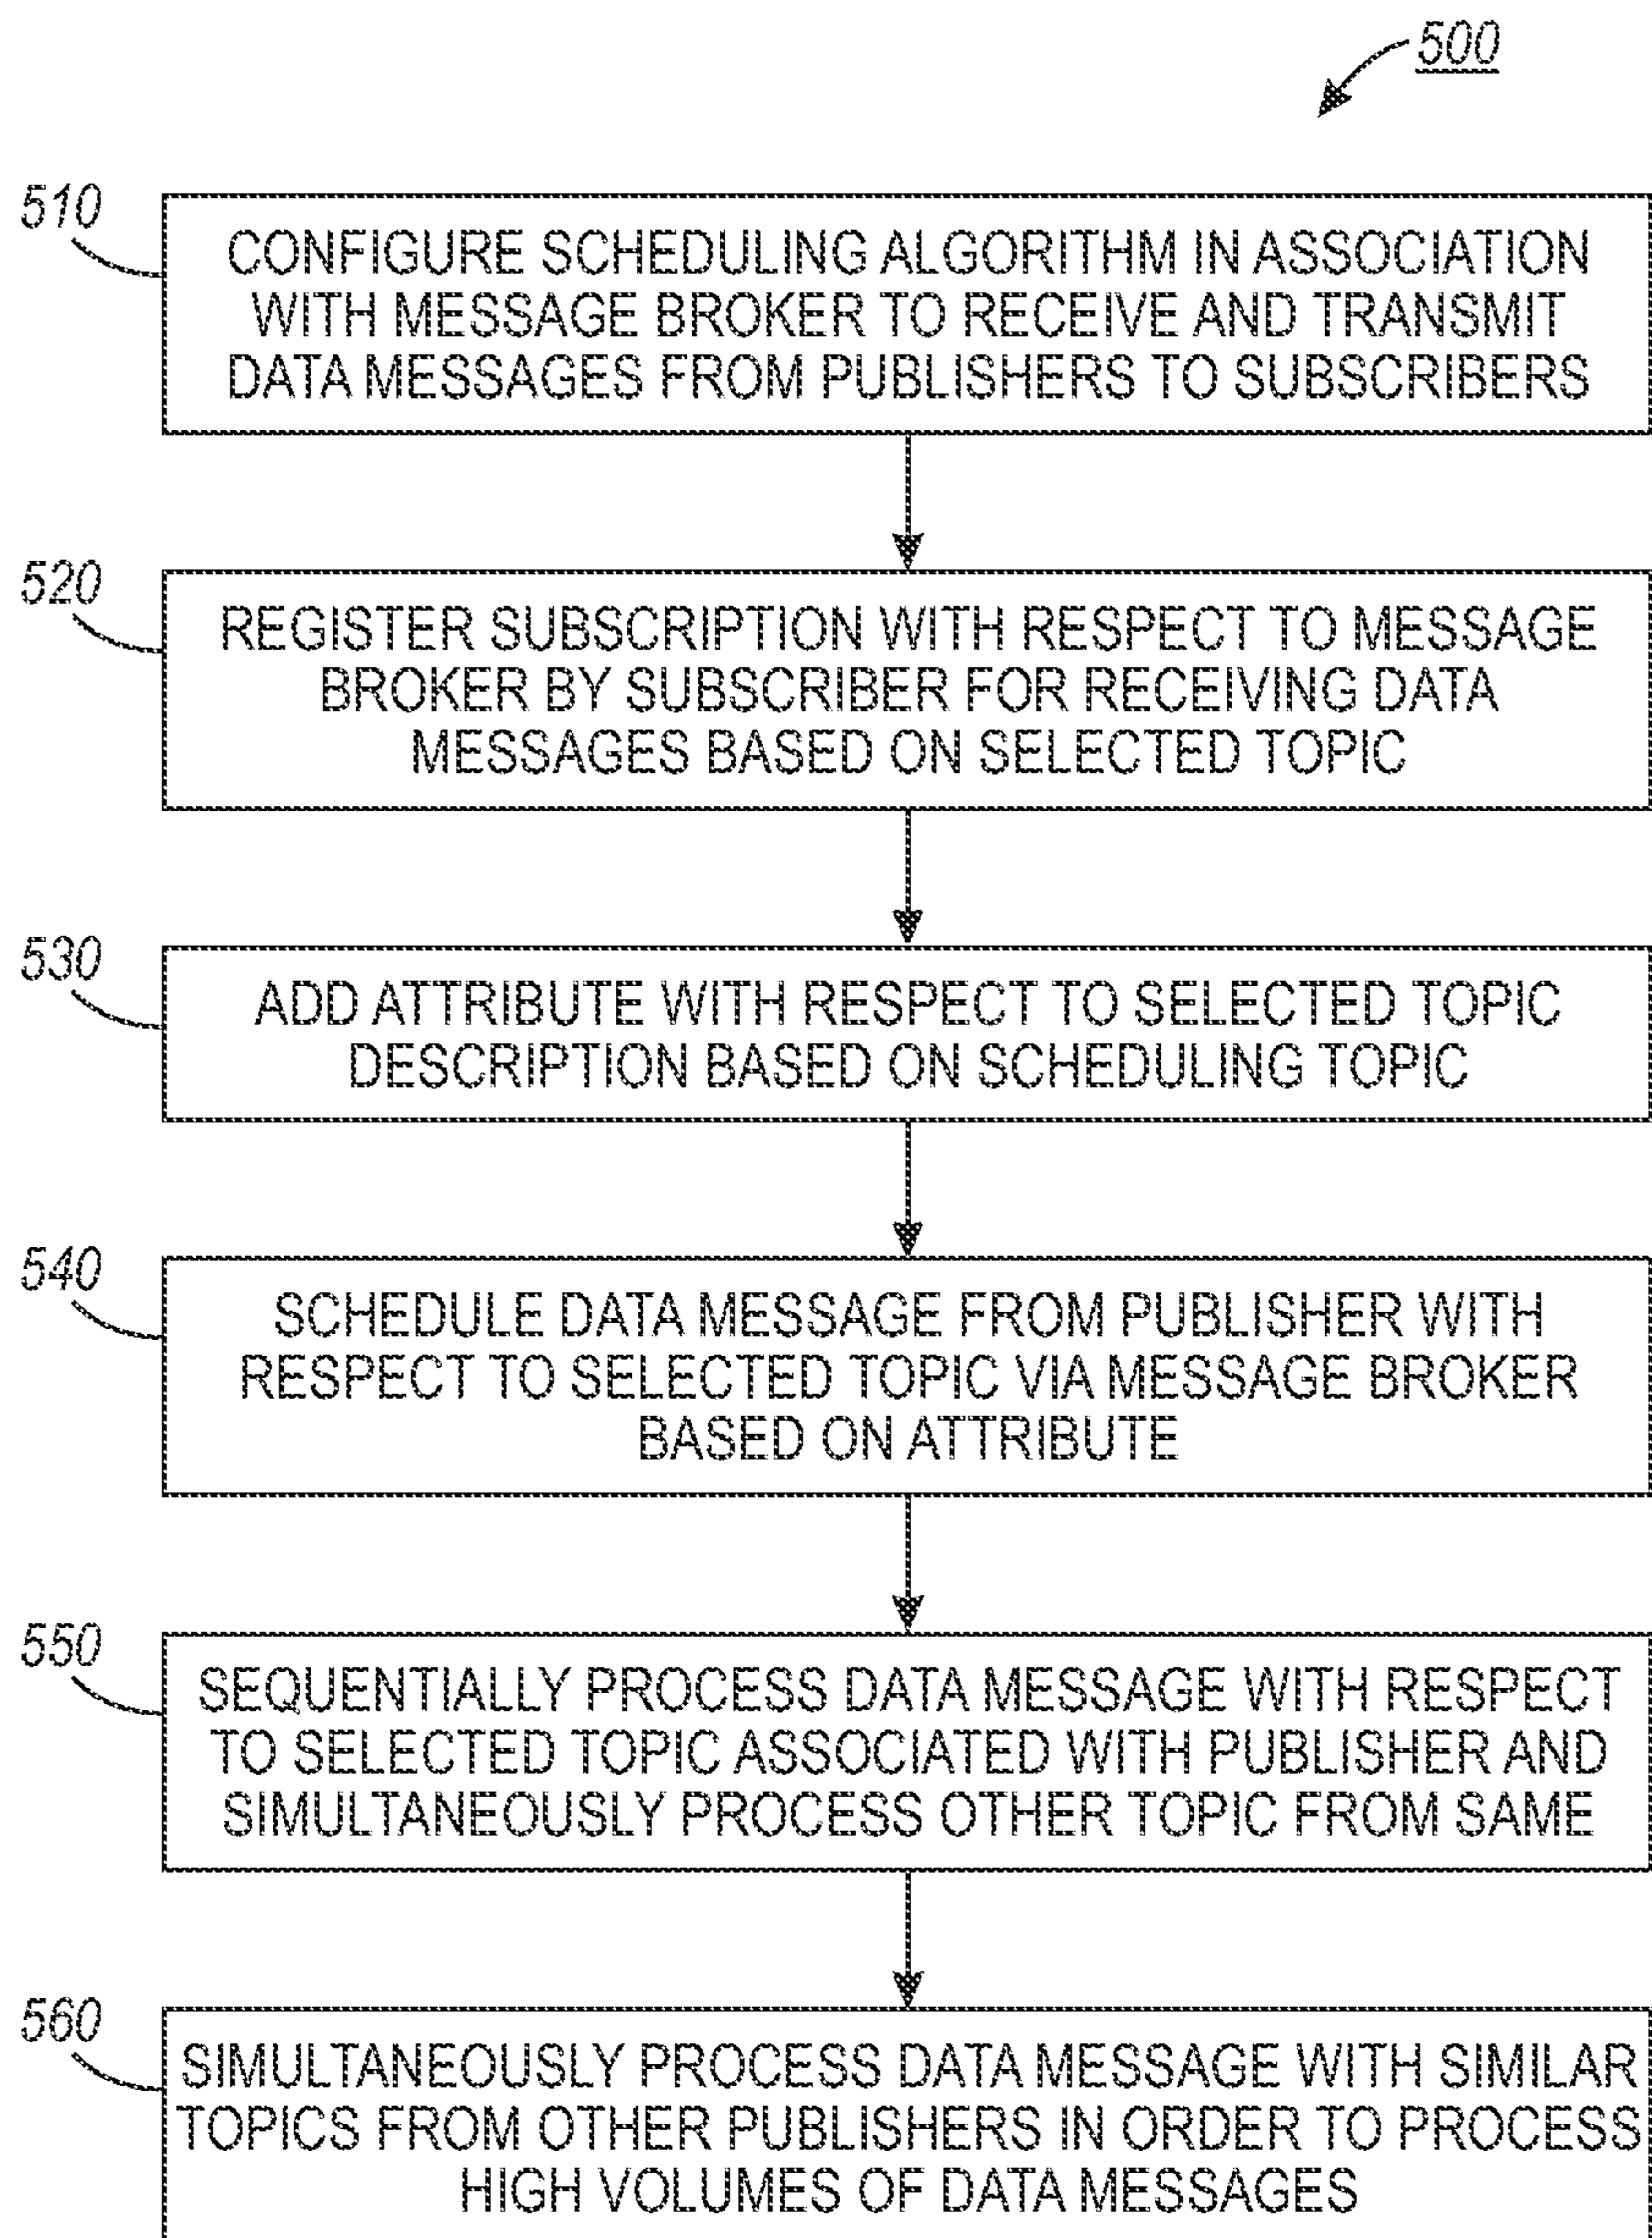 500
510
CONFIGURE SCHEDULING ALGORITHM IN ASSOCIATION
WITH MESSAGE BROKER TO RECEIVE AND TRANSMIT
DATA MESSAGES FROM PUBLISHERS TO SUBSCRIBERS
520
REGISTER SUBSCRIPTION WITH RESPECT TO MESSAGE
BROKER BY SUBSCRIBER FOR RECEIVING DATA
MESSAGES BASED ON SELECTED TOPIC
530
ADD ATTRIBUTE WITH RESPECT TO SELECTED TOPIC
DESCRIPTION BASED ON SCHEDULING TOPIC
540
SCHEDULE DATA MESSAGE FROM PUBLISHER WITH
RESPECT TO SELECTED TOPIC VIA MESSAGE BROKER
BASED ON ATTRIBUTE
550
SEQUENTIALLY PROCESS DATA MESSAGE WITH RESPECT
TO SELECTED TOPIC ASSOCIATED WITH PUBLISHER AND
SIMULTANEOUSLY PROCESS OTHER TOPIC FROM SAME
560
SIMULTANEOUSLY PROCESS DATA MESSAGE WITH SIMILAR
TOPICS FROM OTHER PUBLISHERS IN ORDER TO PROCESS
HIGH VOLUMES OF DATA MESSAGES